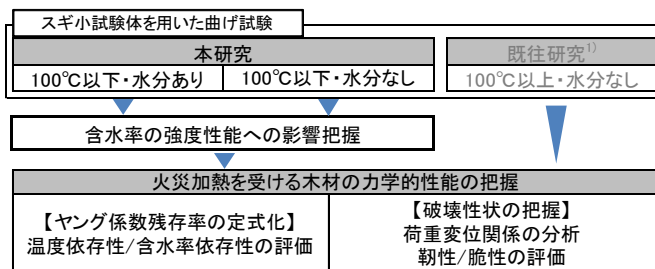 スギ小試験体を用いた曲げ試験
本研究
既往研究1)
100℃以下・水分あり
100℃以下・水分なし
100℃以上・水分なし
含水率の強度性能への影響把握
火災加熱を受ける木材の力学的性能の把握
【ヤング係数残存率の定式化】
温度依存性/含水率依存性の評価
【破壊性状の把握】
荷重変位関係の分析
靭性/脆性の評価